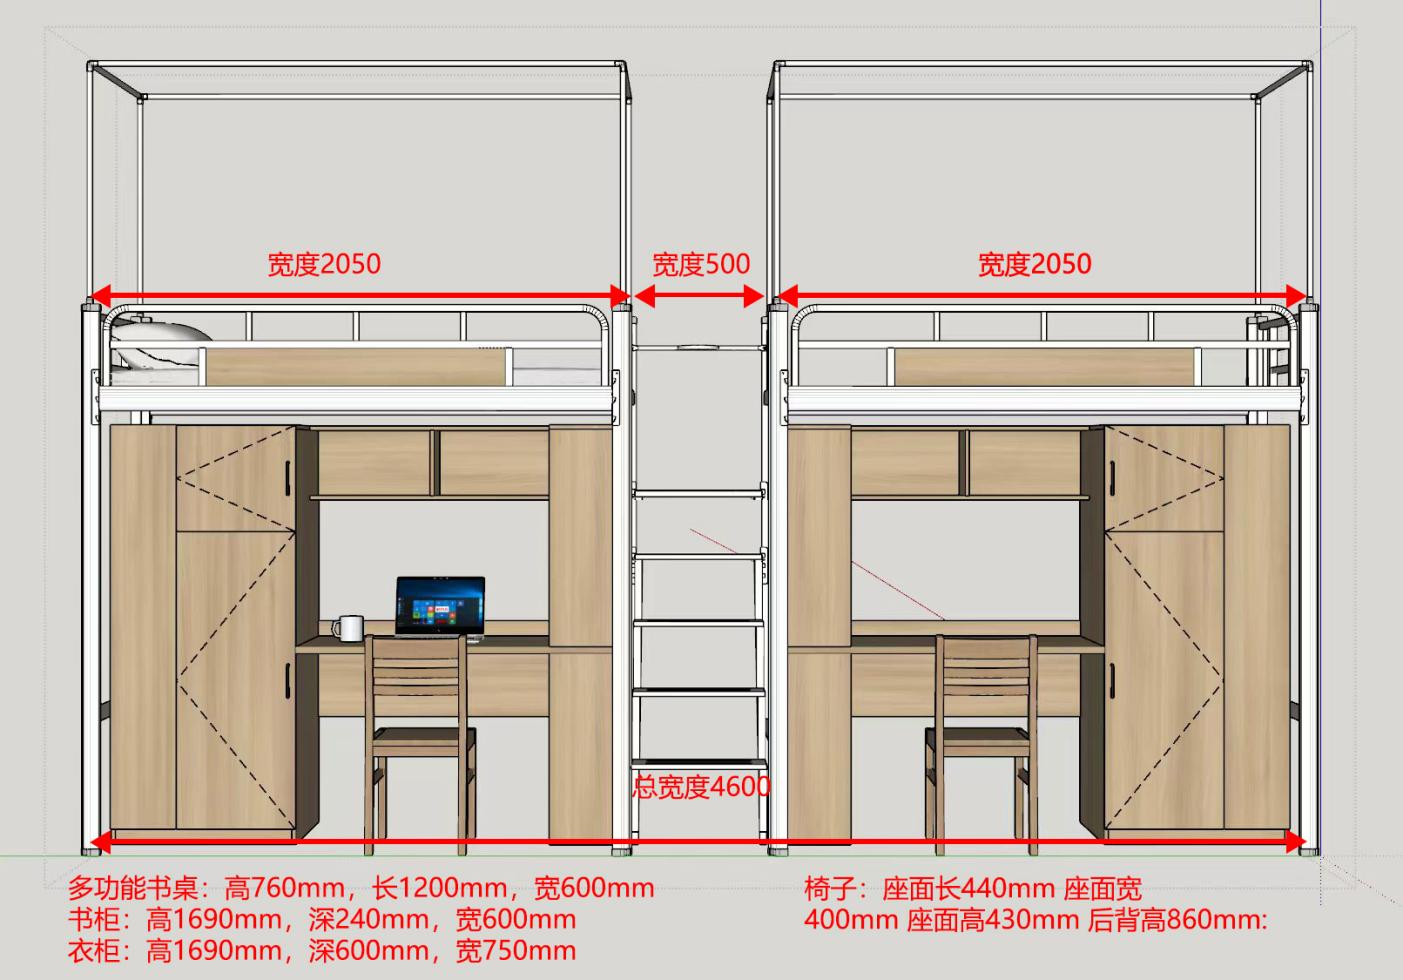 宽度2050
宽度500
宽度2050
总宽度4600
多功能书桌：高760mm，长1200mm，宽600mm
书柜：高1690mm，深240mm，宽600mm
衣柜：高1690mm，深600mm，宽750mm
椅子：座面长440mm 座面宽
400mm 座面高430mm 后背高860mm: